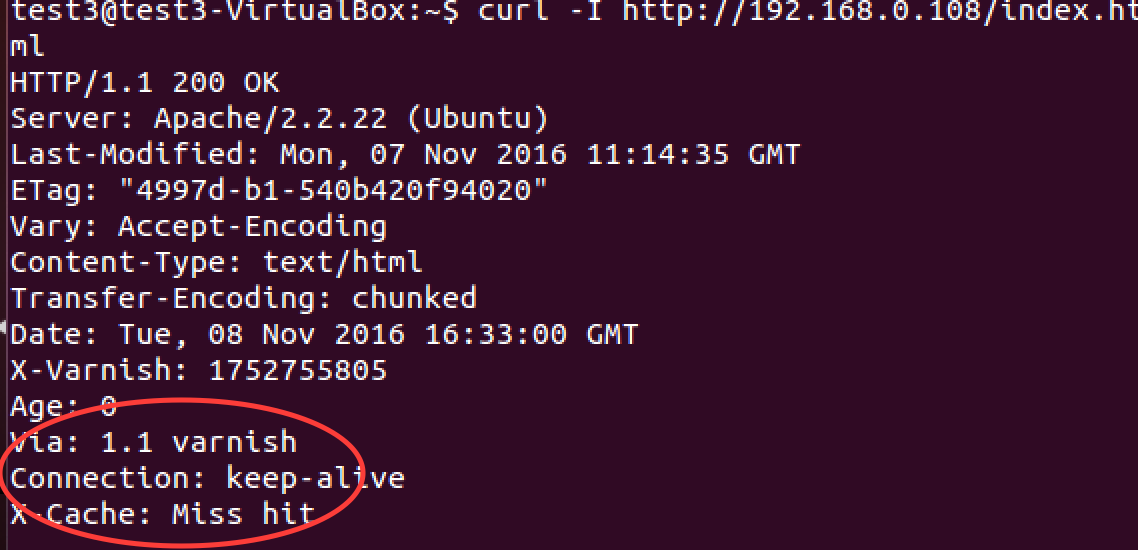 test3@test3-VirtualBox:~$ curl -I http://192.168.0.108/index.ht
ml
HTTP/1.1 200 OK
Server: Apache/2.2.22 (Ubuntu)
Last-Modified: Mon, 07 Nov 2016 11:14:35 GMT
ETag: "4997d-b1-540b420f94020"
Vary: Accept-Encoding
Content-Type: text/html
Transfer-Encoding: chunked
Date: Tue, 08 Nov 2016 16:33:00 GMT
X-Varnish: 1752755805
Age: 0
Via: 1.1 varnish
Connection: keep-alive
X-Cache: Miss hit